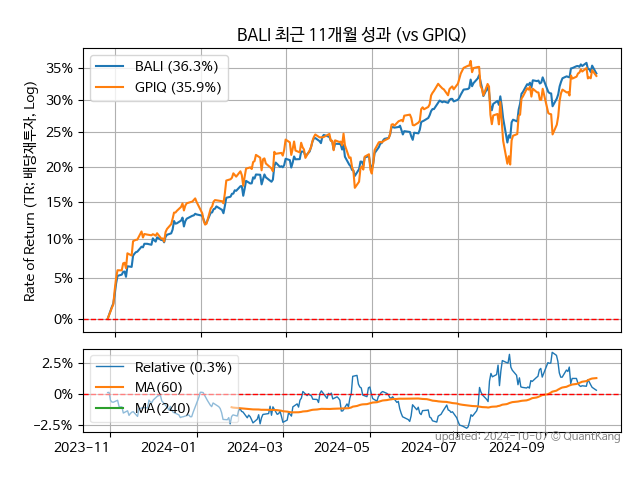 BALI 최근 11개월 성과 (vs GPIQ)
Rate of Return (TR; 배당재투자, Log)
BALI (36.3%)
GPIQ (35.9%)
35%
30%
25%
20%
15%
10%
5%
0%
Relative (0.3%)
MA(60)
MA(240)
2.5%
0.0%
−2.5%
2023-11
2024-01
2024-03
2024-05
2024-07
2024-09
updated: 2024-10-07 © QuantKang